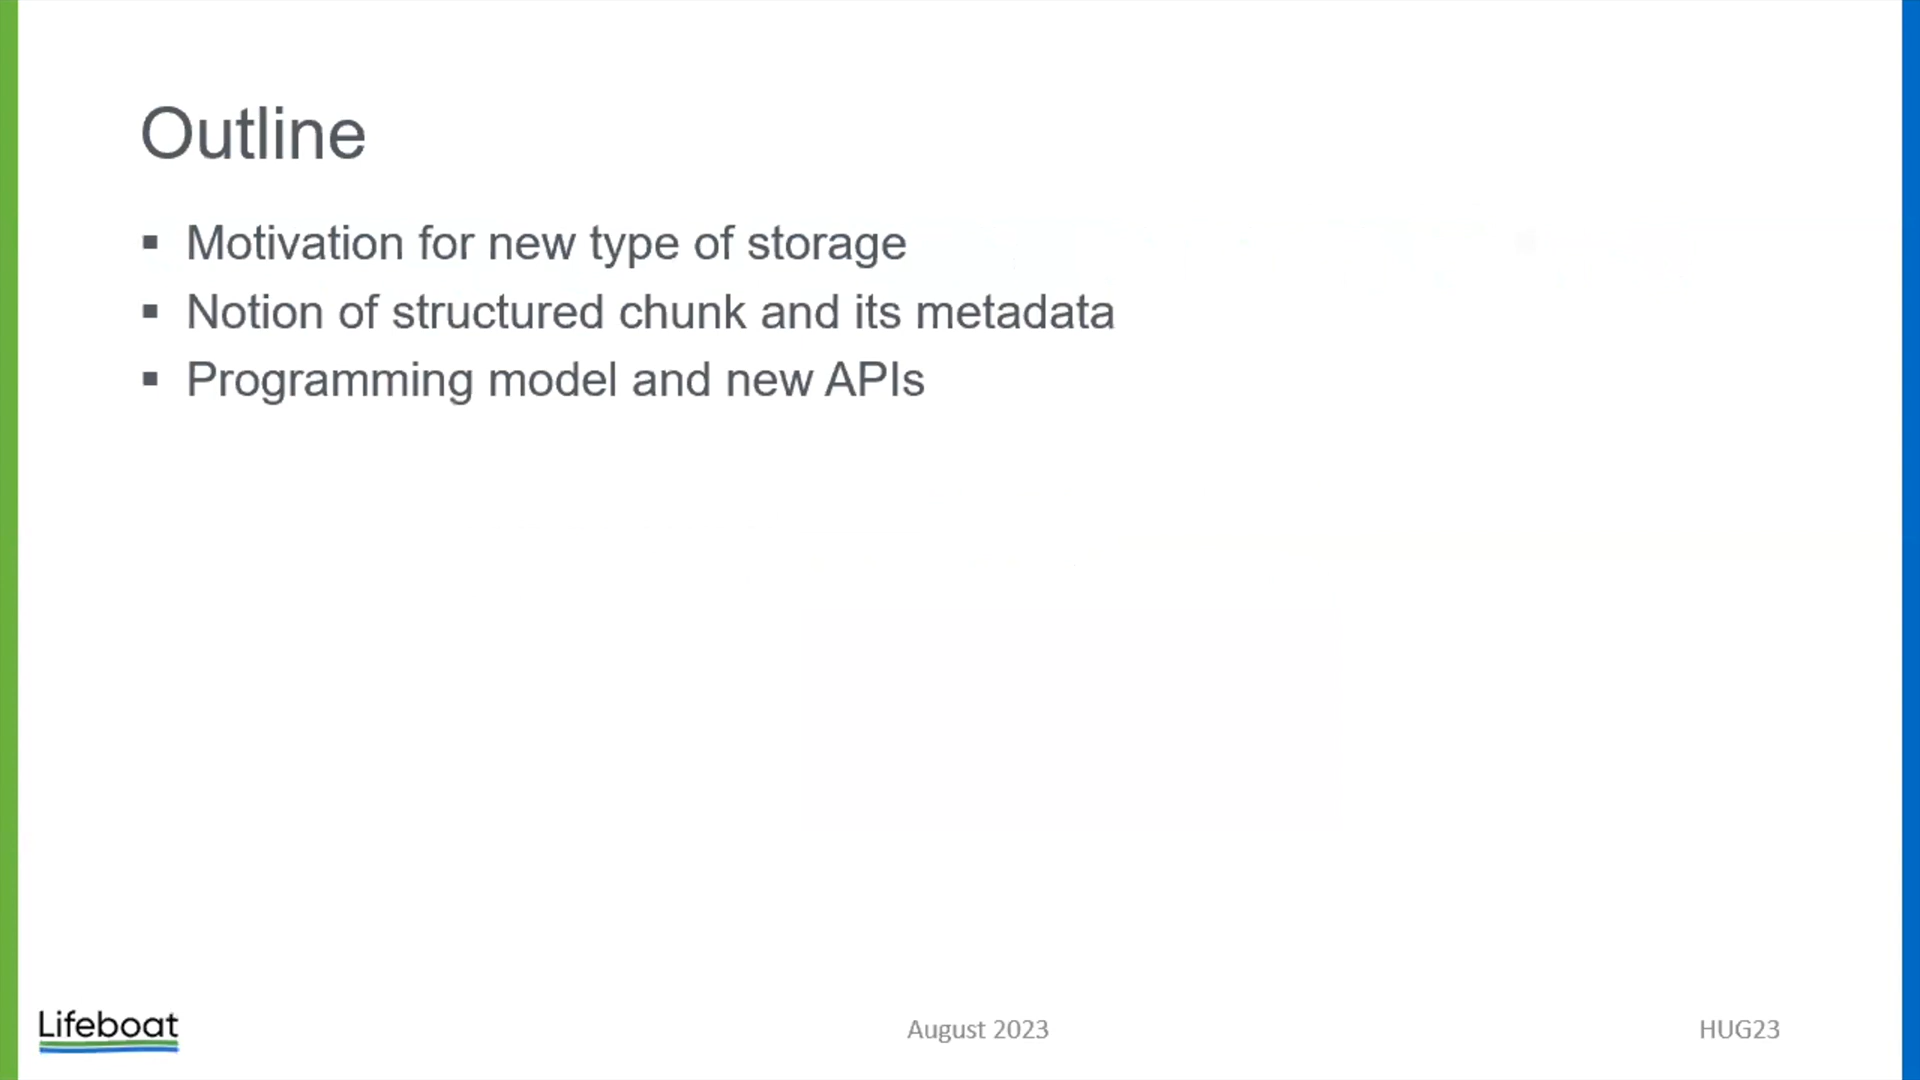 Outline
▪ Motivation for new type of storage
▪ Notion of structured chunk and its metadata
▪ Programming model and new APIs
Lifeboat
August 2023
HUG23